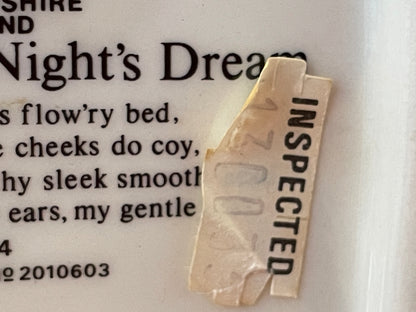 SHIRE
ND
Night's Dream
s flow'ry bed,
e cheeks do coy,
hy sleek smooth
ears, my gentle
4
no 2010603
INSPECTED